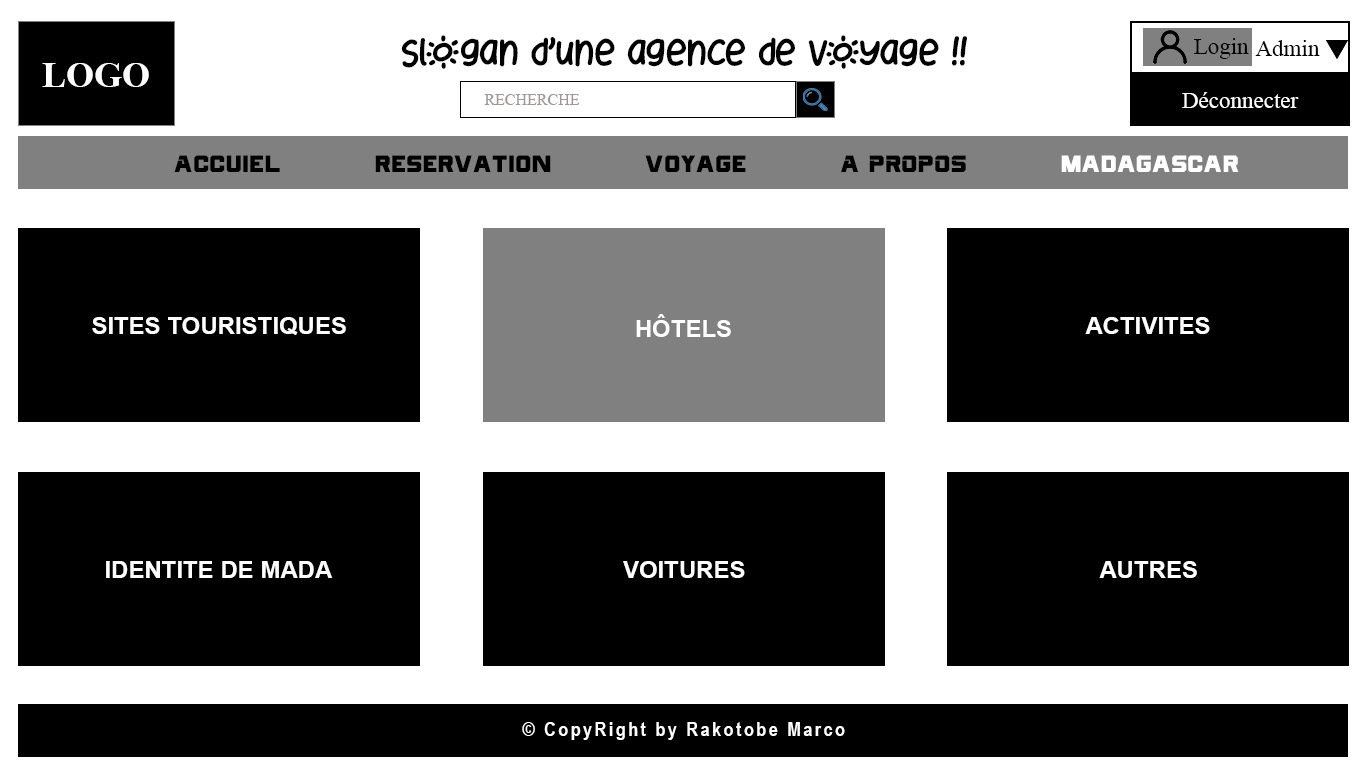 LOGO
slogan d'une agence de voyage !!
RECHERCHE
Login Admin
Déconnecter
ACCUIEL RESERVATION VOYAGE A PROPOS MADAGASCAR
SITES TOURISTIQUES
HÔTELS
ACTIVITES
IDENTITE DE MADA
VOITURES
AUTRES
© CopyRight by Rakotobe Marco